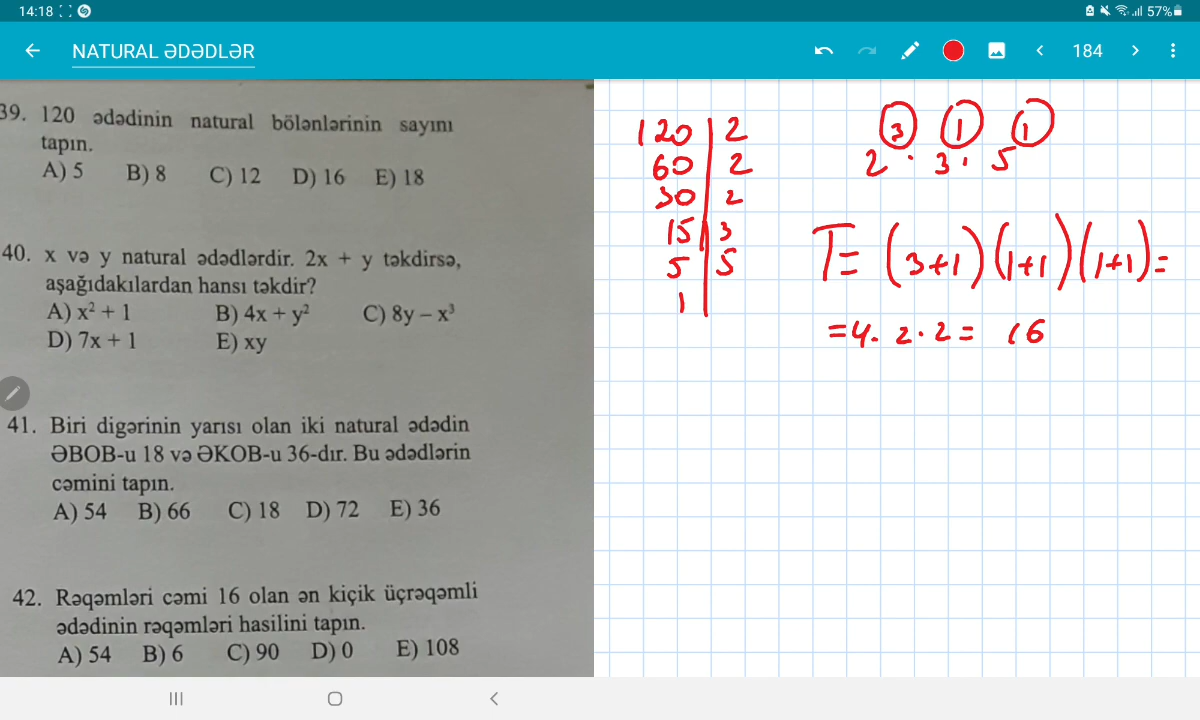 14:18 57%
NATURAL ƏDƏDLƏR 184
39. 120 ədədinin natural bölənlərinin sayını
tapın.
A) 5 B) 8 C) 12 D) 16 E) 18
40. x və y natural ədədlərdir. 2x + y təkdirsə,
aşağıdakılardan hansı təkdir?
A) x² + 1 B) 4x + y² C) 8y – x³
D) 7x + 1 E) xy
41. Biri digərinin yarısı olan iki natural ədədin
ƏBOB-u 18 və ƏKOB-u 36-dır. Bu ədədlərin
cəmini tapın.
A) 54 B) 66 C) 18 D) 72 E) 36
42. Rəqəmləri cəmi 16 olan ən kiçik üçrəqəmli
ədədinin rəqəmləri hasilini tapın.
A) 54 B) 6 C) 90 D) 0 E) 108
120 | 2
60 | 2
30 | 2
15 | 3
5 | 5
1 |
3 1 1
2 · 3 · 5
T = (3+1)(1+1)(1+1) =
= 4 · 2 · 2 = 16